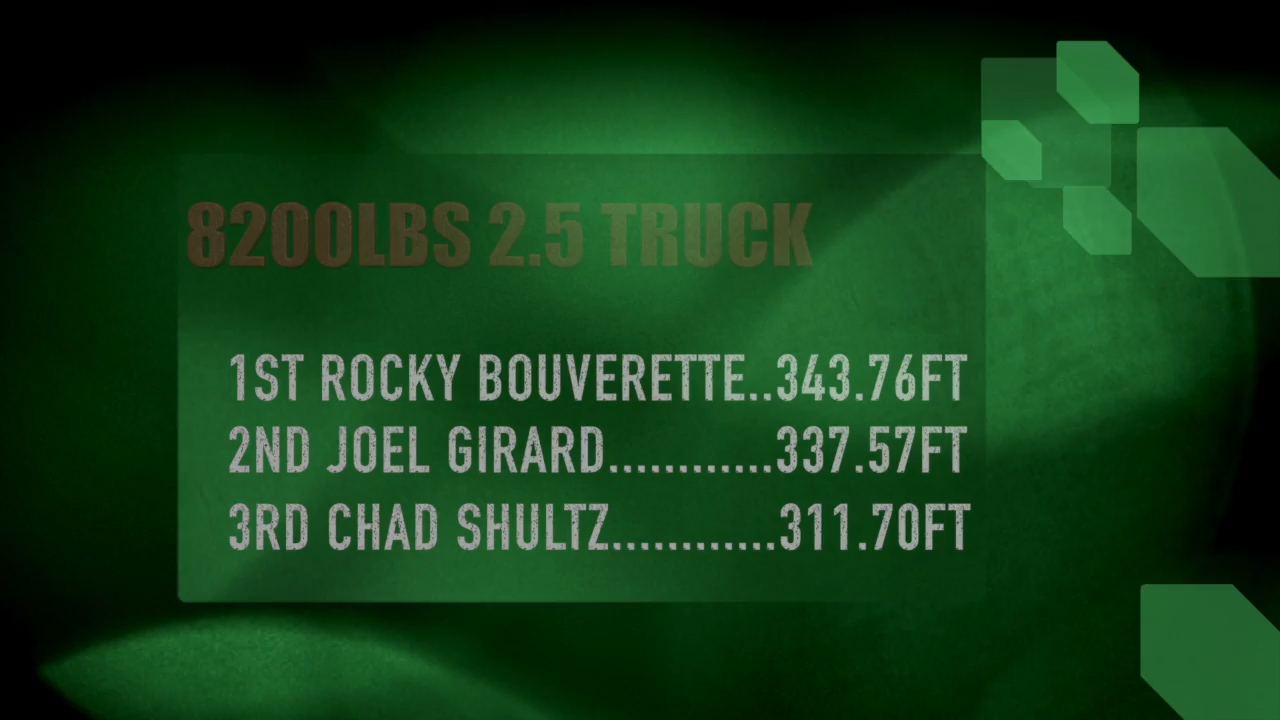 8200LBS 2.5 TRUCK
1ST ROCKY BOUVERETTE..343.76FT
2ND JOEL GIRARD............337.57FT
3RD CHAD SHULTZ............311.70FT